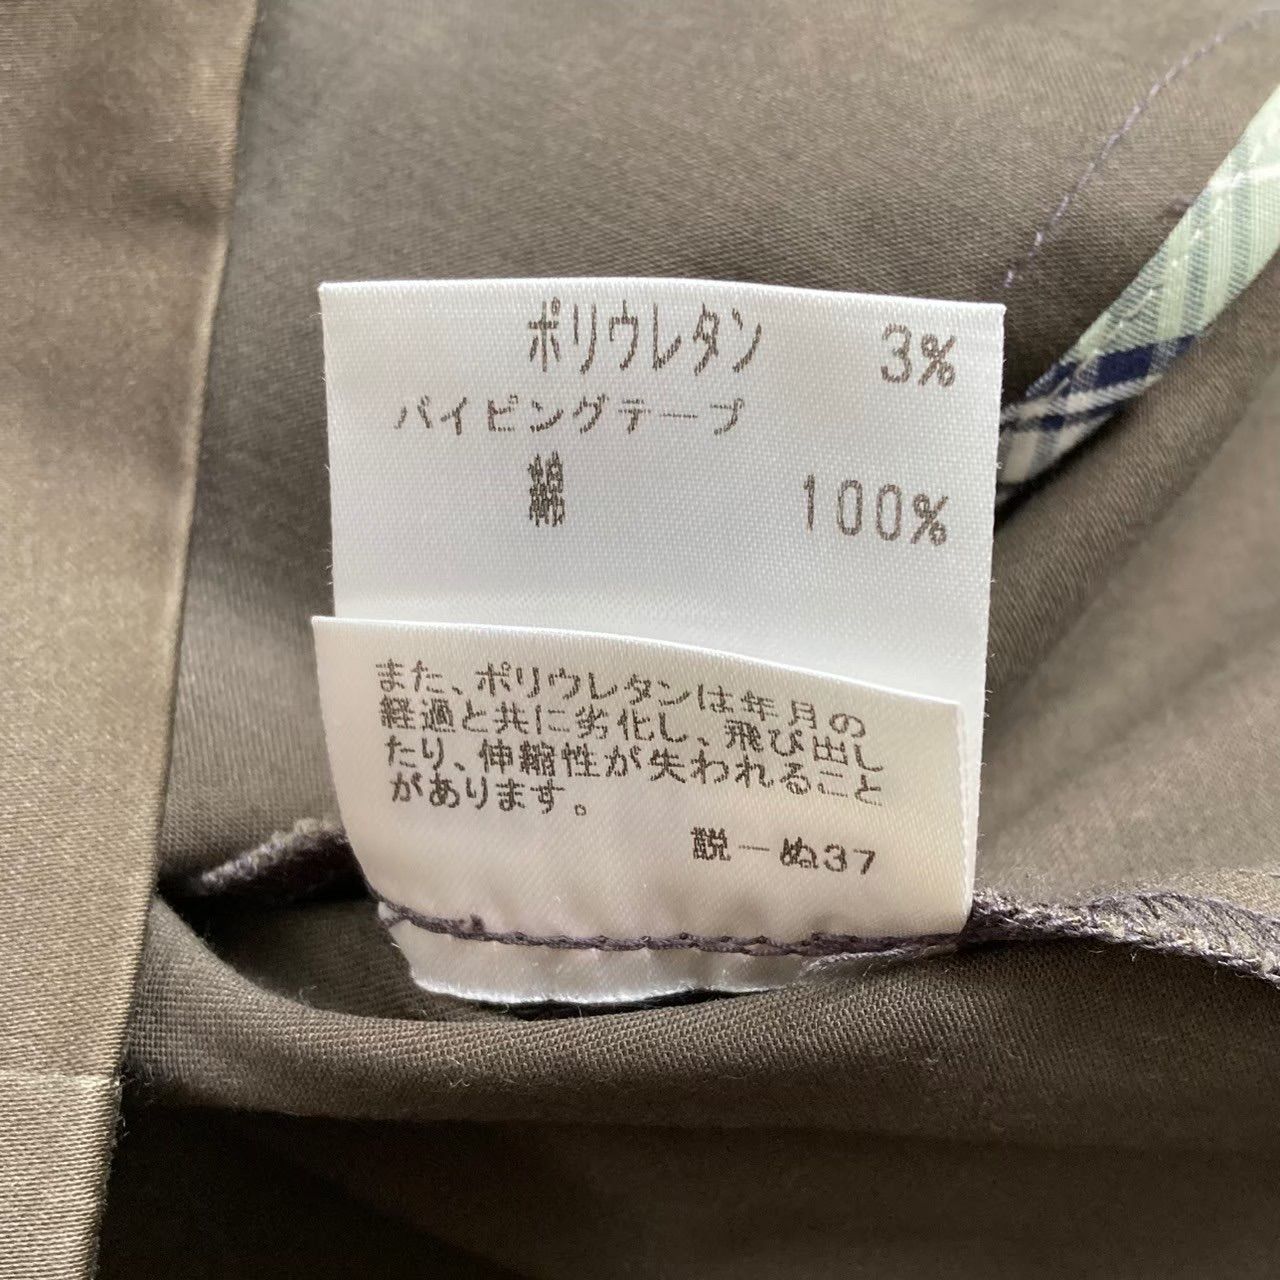 ポリウレタン 3%
パイピングテープ
綿 100%
また、ポリウレタンは年月の
経過と共に劣化し、飛び出し
たり、伸縮性が失われること
があります。
説ーぬ37